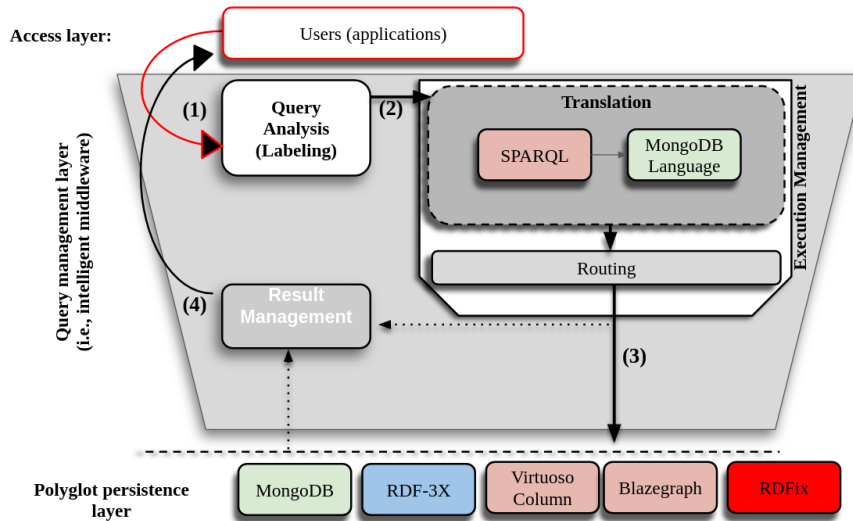 Access layer:
Users (applications)
(1)
Query
Analysis
(Labeling)
(2)
Translation
SPARQL
MongoDB
Language
Execution Management
Routing
Query management layer
(i.e., intelligent middleware)
(4)
Result
Management
(3)
Polyglot persistence
layer
MongoDB
RDF-3X
Virtuoso
Column
Blazegraph
RDFix